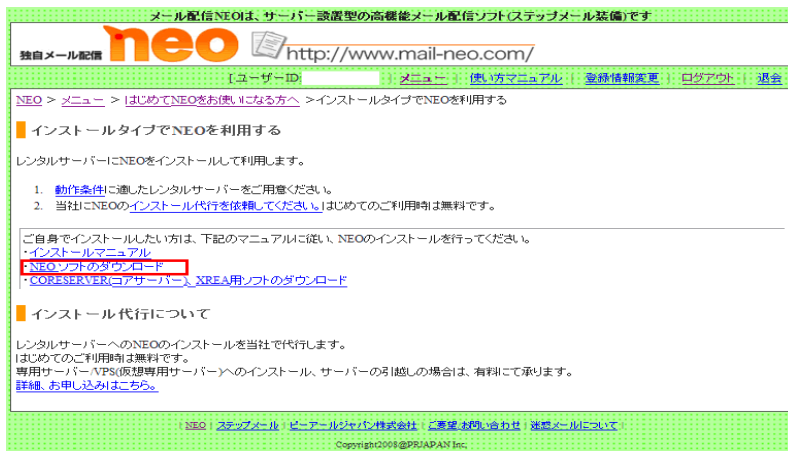 メール配信NEOは、サーバー設置型の高機能メール配信ソフト(ステップメール装備)です
独自メール配信 neo http://www.mail-neo.com/
[ユーザーID: | メニュー | 使い方マニュアル | 登録情報変更 | ログアウト | 退会
NEO > メニュー > はじめてNEOをお使いになる方へ >インストールタイプでNEOを利用する
インストールタイプでNEOを利用する
レンタルサーバーにNEOをインストールして利用します。
1. 動作条件に適したレンタルサーバーをご用意ください。
2. 当社にNEOのインストール代行を依頼してください。はじめてのご利用時は無料です。
ご自身でインストールしたい方は、下記のマニュアルに従い、NEOのインストールを行ってください。
・インストールマニュアル
・NEOソフトのダウンロード
・CORESERVER(コアサーバー)、XREA用ソフトのダウンロード
インストール代行について
レンタルサーバーへのNEOのインストールを当社で代行します。
はじめてのご利用時は無料です。
専用サーバー/VPS(仮想専用サーバー)へのインストール、サーバーの引越しの場合は、有料にて承ります。
詳細、お申し込みはこちら。
| NEO | ステップメール | ピーアールジャパン株式会社 | ご要望,お問い合わせ | 迷惑メールについて |
Copyright2008@PRJAPAN Inc.